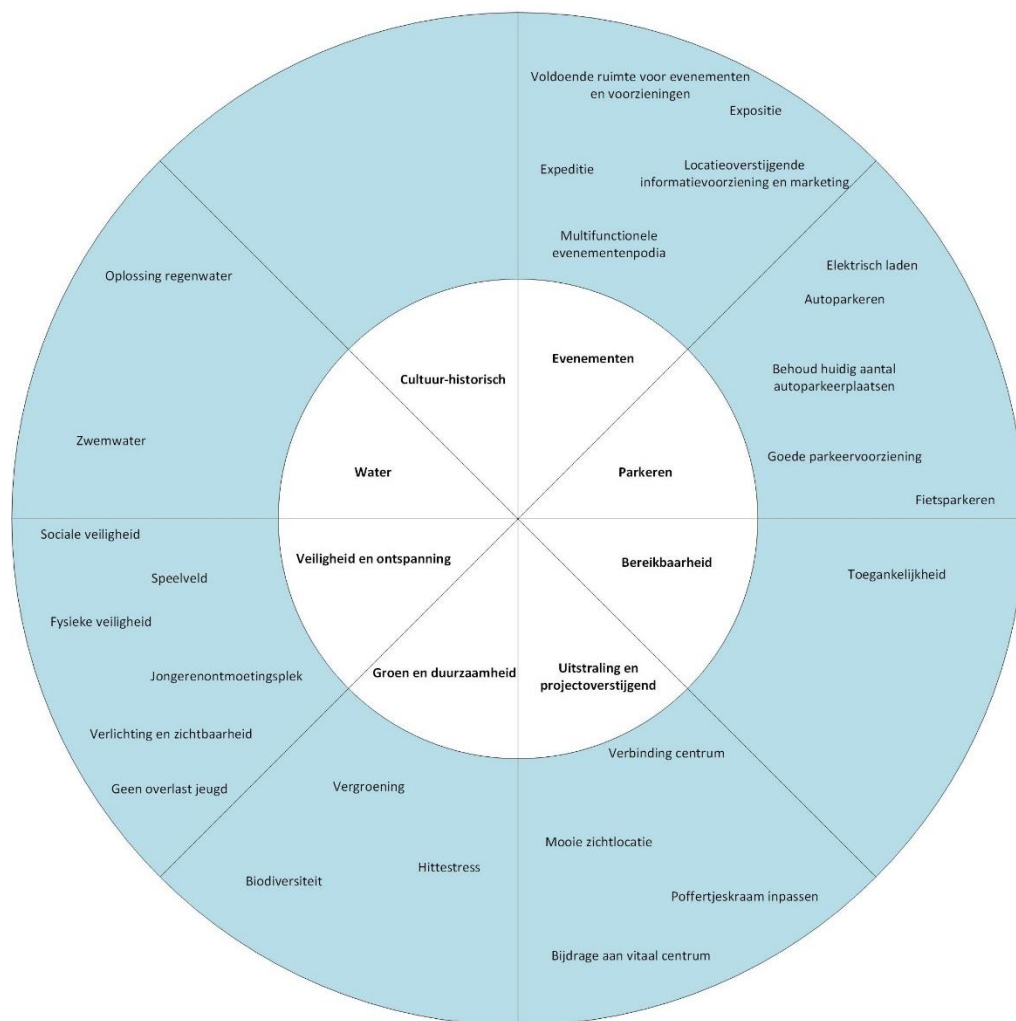 Voldoende ruimte voor evenementen
en voorzieningen
Expositie
Expeditie
Locatieoverstijgende
informatievoorziening en marketing
Multifunctionele
evenementenpodia
Elektrisch laden
Autoparkeren
Behoud huidig aantal
autoparkeerplaatsen
Goede parkeervoorziening
Fietsparkeren
Toegankelijkheid
Verbinding centrum
Mooie zichtlocatie
Poffertjeskraam inpassen
Bijdrage aan vitaal centrum
Vergroening
Hittestress
Biodiversiteit
Sociale veiligheid
Speelveld
Fysieke veiligheid
Jongerenontmoetingsplek
Verlichting en zichtbaarheid
Geen overlast jeugd
Oplossing regenwater
Zwemwater
Cultuur-historisch
Evenementen
Water
Parkeren
Veiligheid en ontspanning
Bereikbaarheid
Groen en duurzaamheid
Uitstraling en
projectoverstijgend